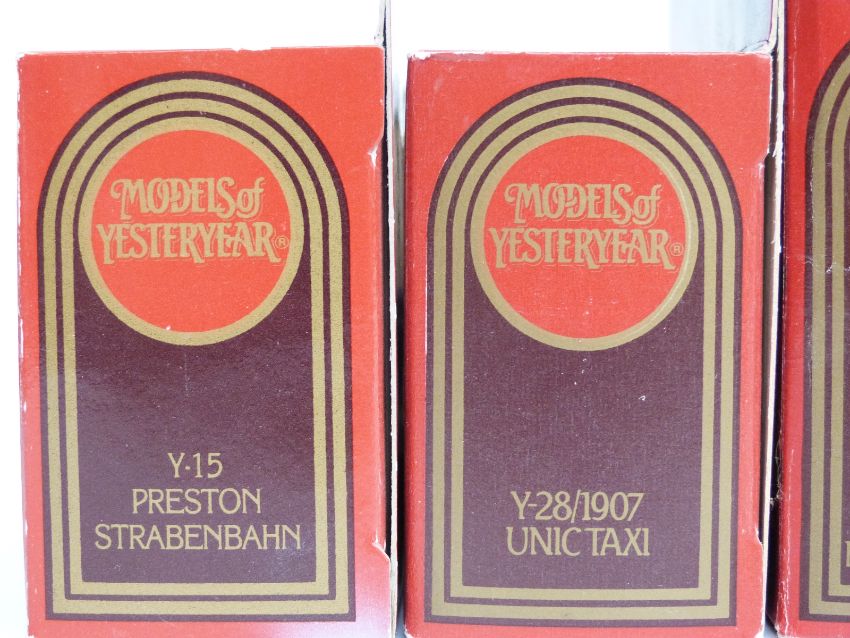 MODELS of
YESTERYEAR®
Y-15
PRESTON
STRABENBAHN
MODELS of
YESTERYEAR®
Y-28/1907
UNIC TAXI